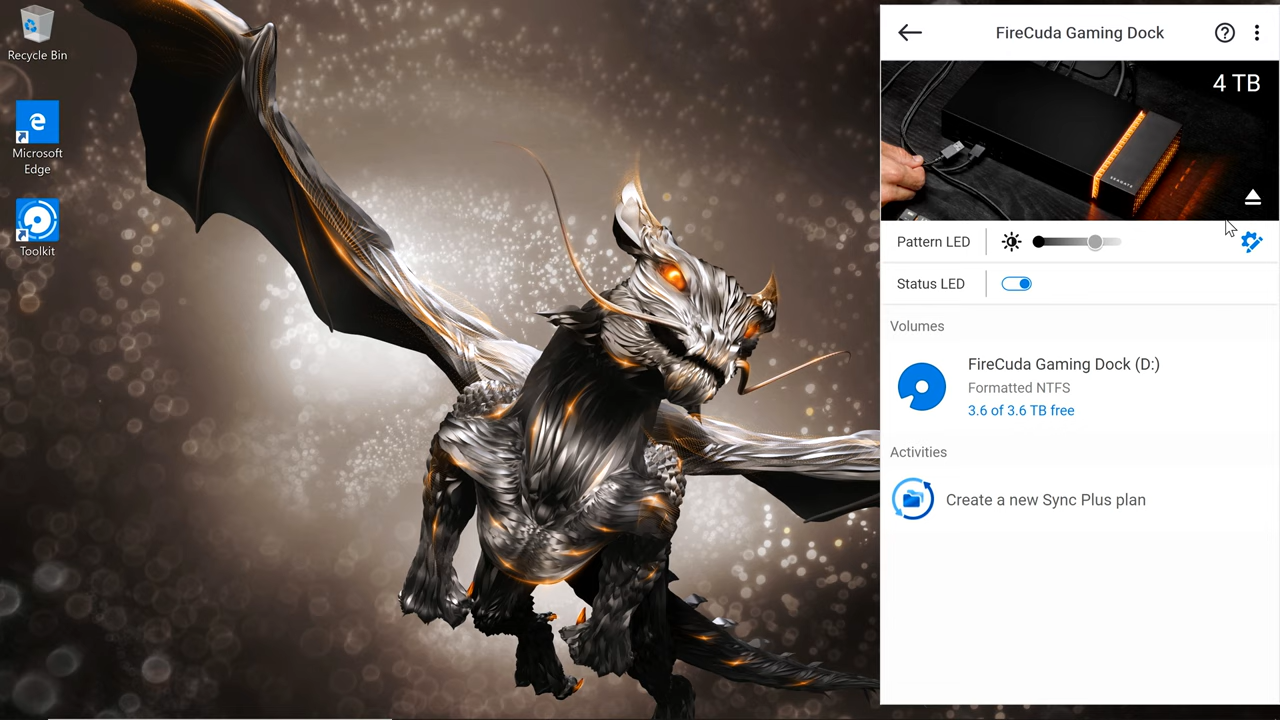 Recycle Bin
Microsoft
Edge
Toolkit
FireCuda Gaming Dock
4 TB
SEAGATE
Pattern LED
Status LED
Volumes
FireCuda Gaming Dock (D:)
Formatted NTFS
3.6 of 3.6 TB free
Activities
Create a new Sync Plus plan